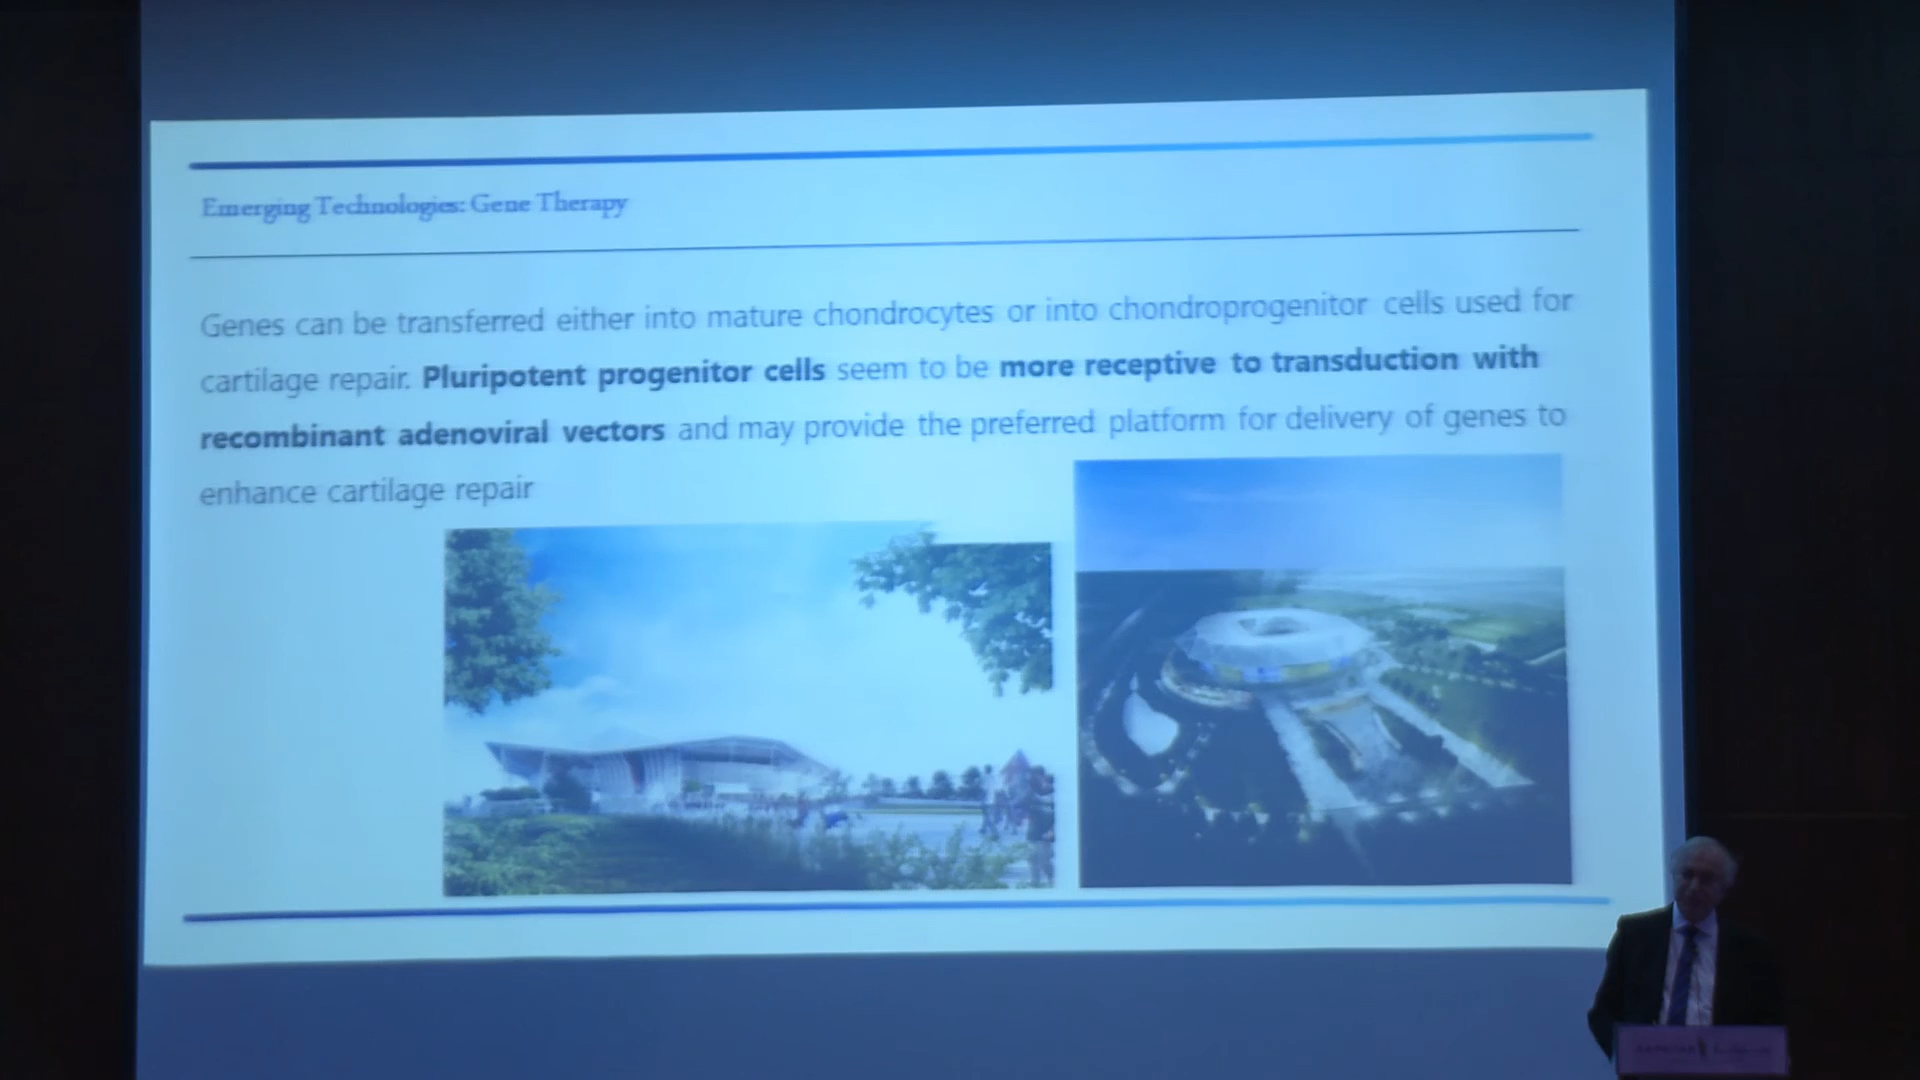 Emerging Technologies: Gene Therapy
Genes can be transferred either into mature chondrocytes or into chondroprogenitor cells used for
cartilage repair. Pluripotent progenitor cells seem to be more receptive to transduction with
recombinant adenoviral vectors and may provide the preferred platform for delivery of genes to
enhance cartilage repair